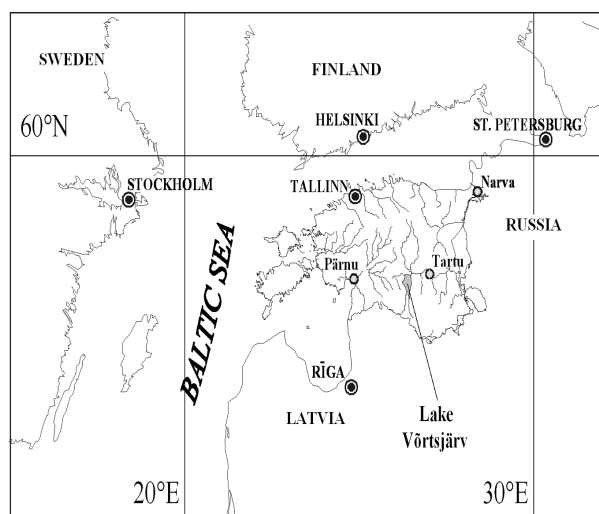 SWEDEN
FINLAND
60°N
HELSINKI
ST. PETERSBURG
STOCKHOLM
TALLINN
Narva
RUSSIA
BALTIC SEA
Pärnu
Tartu
RĪGA
LATVIA
Lake
Võrtsjärv
20°E
30°E